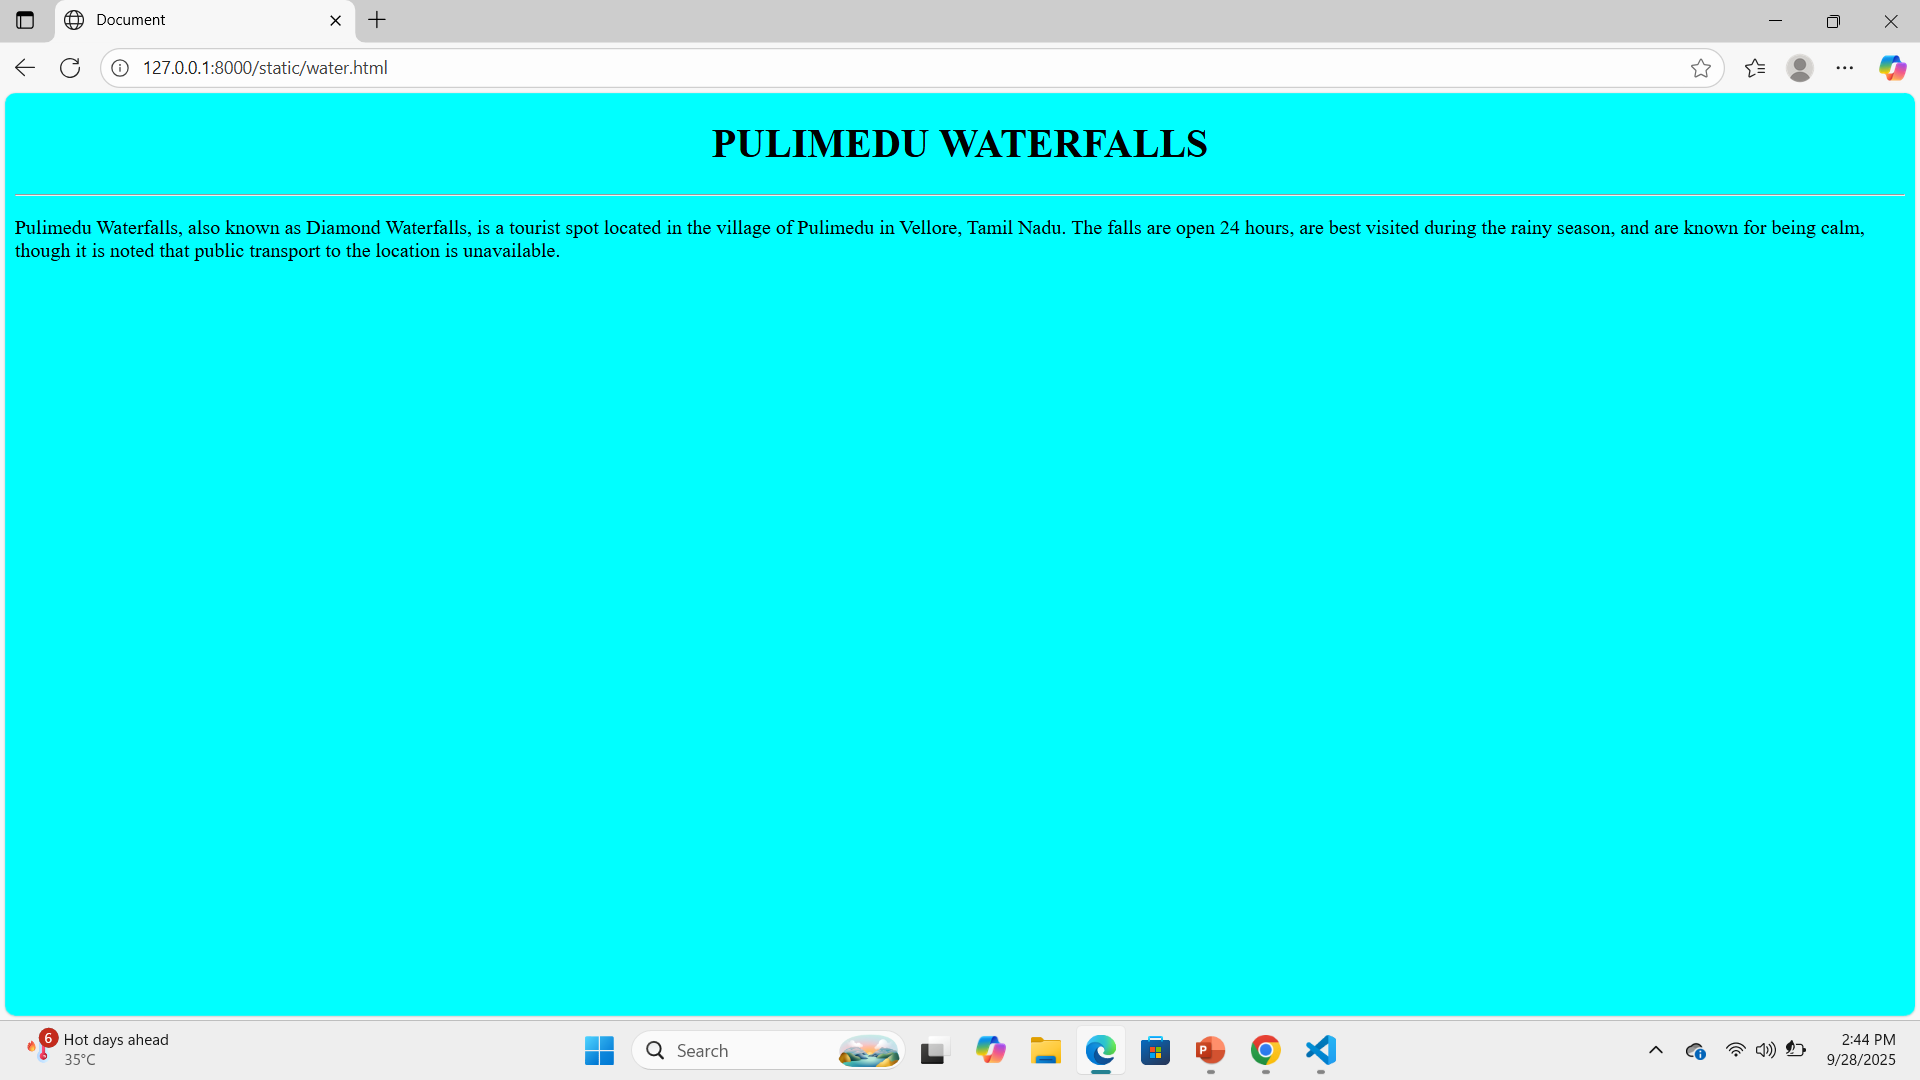 Document
127.0.0.1:8000/static/water.html
PULIMEDU WATERFALLS
Pulimedu Waterfalls, also known as Diamond Waterfalls, is a tourist spot located in the village of Pulimedu in Vellore, Tamil Nadu. The falls are open 24 hours, are best visited during the rainy season, and are known for being calm,
though it is noted that public transport to the location is unavailable.
6
Hot days ahead
35°C
Search
P
2:44 PM
9/28/2025